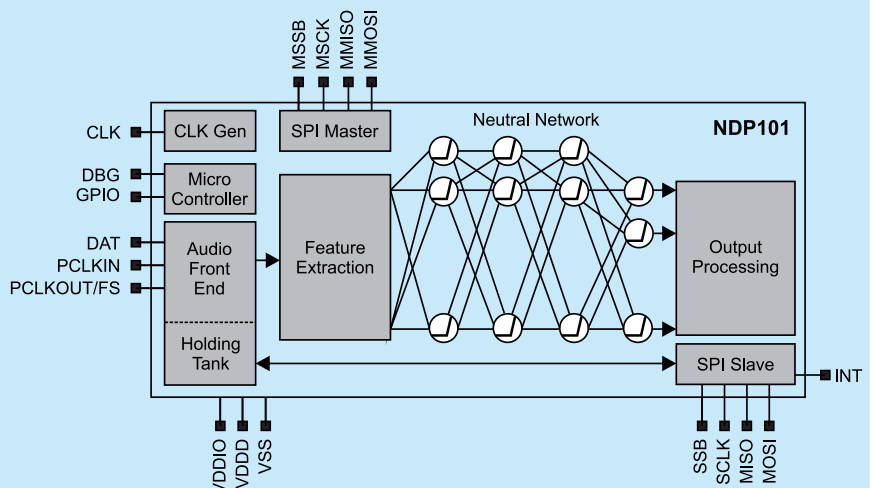 MSSB
MSCK
MMISO
MMOSI
CLK
CLK Gen
SPI Master
Neutral Network
NDP101
DBG
GPIO
Micro
Controller
DAT
PCLKIN
PCLKOUT/FS
Audio
Front
End
Feature
Extraction
Output
Processing
Holding
Tank
SPI Slave
INT
VDDIO
VDDD
VSS
SSB
SCLK
MISO
MOSI